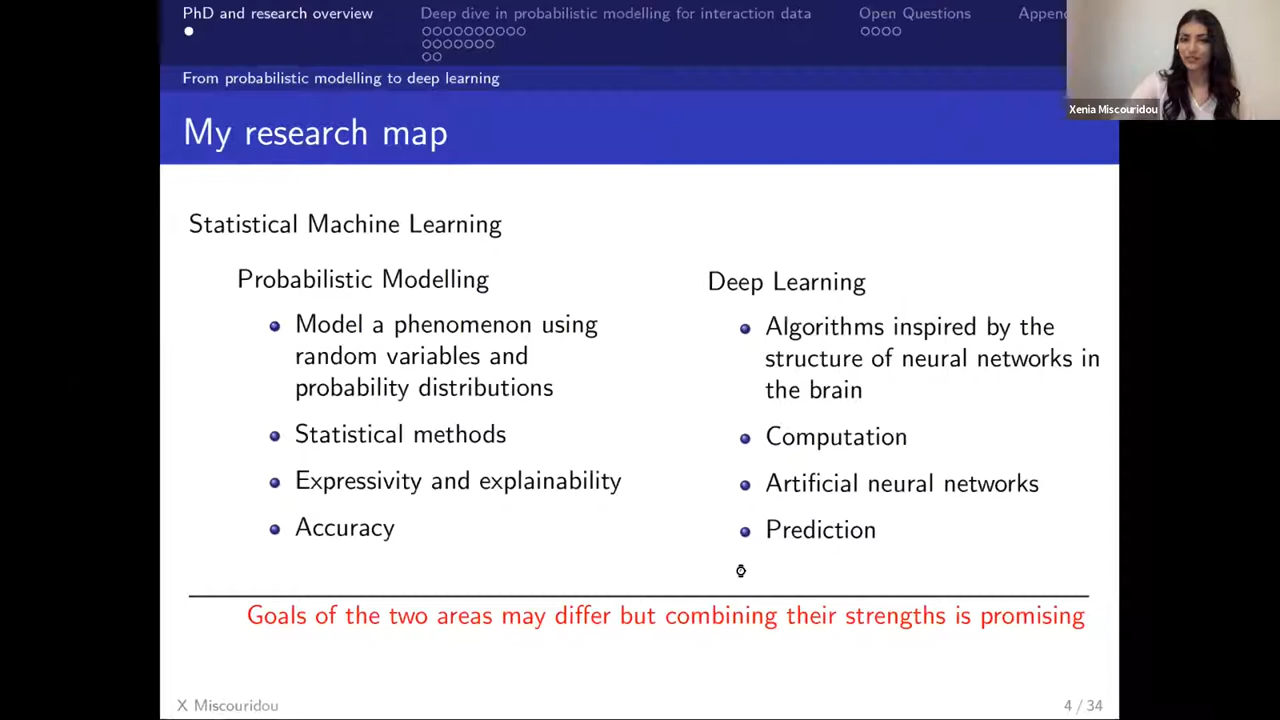 PhD and research overview
Deep dive in probabilistic modelling for interaction data
Open Questions
Appen
From probabilistic modelling to deep learning
Xenia Miscouridou
My research map
Statistical Machine Learning
Probabilistic Modelling
Model a phenomenon using
random variables and
probability distributions
Statistical methods
Expressivity and explainability
Accuracy
Deep Learning
Algorithms inspired by the
structure of neural networks in
the brain
Computation
Artificial neural networks
Prediction
Goals of the two areas may differ but combining their strengths is promising
X Miscouridou
4 / 34